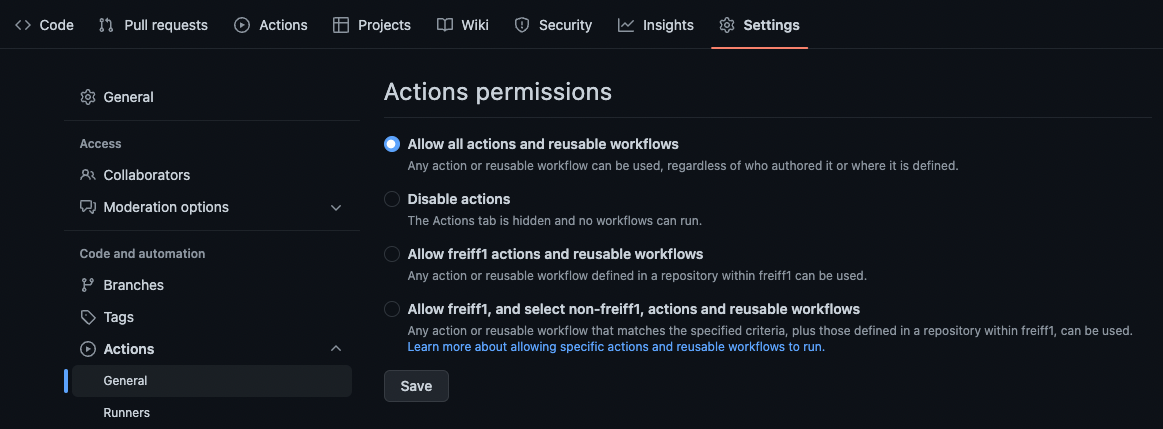 Code Pull requests Actions Projects Wiki Security Insights Settings
General
Access
Collaborators
Moderation options
Code and automation
Branches
Tags
Actions
General
Runners
Actions permissions
Allow all actions and reusable workflows
Any action or reusable workflow can be used, regardless of who authored it or where it is defined.
Disable actions
The Actions tab is hidden and no workflows can run.
Allow freiff1 actions and reusable workflows
Any action or reusable workflow defined in a repository within freiff1 can be used.
Allow freiff1, and select non-freiff1, actions and reusable workflows
Any action or reusable workflow that matches the specified criteria, plus those defined in a repository within freiff1, can be used.
Learn more about allowing specific actions and reusable workflows to run.
Save